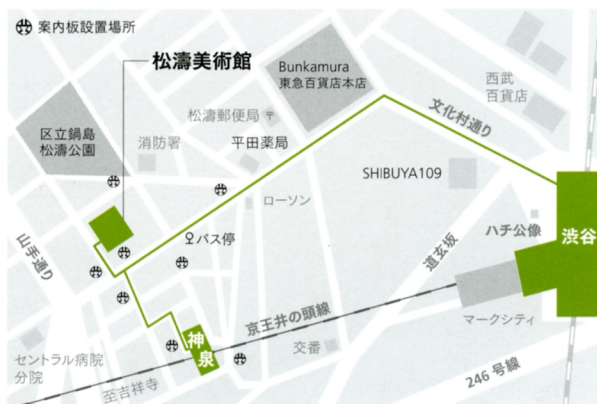 案内板設置場所
松濤美術館
Bunkamura
東急百貨店本店
西武
百貨店
松濤郵便局〒
文化村通り
区立鍋島
松濤公園
消防署
平田薬局
SHIBUYA109
ローソン
山手通り
バス停
道玄坂
ハチ公像
渋谷
京王井の頭線
マークシティ
神泉
交番
セントラル病院
分院
至吉祥寺
246号線